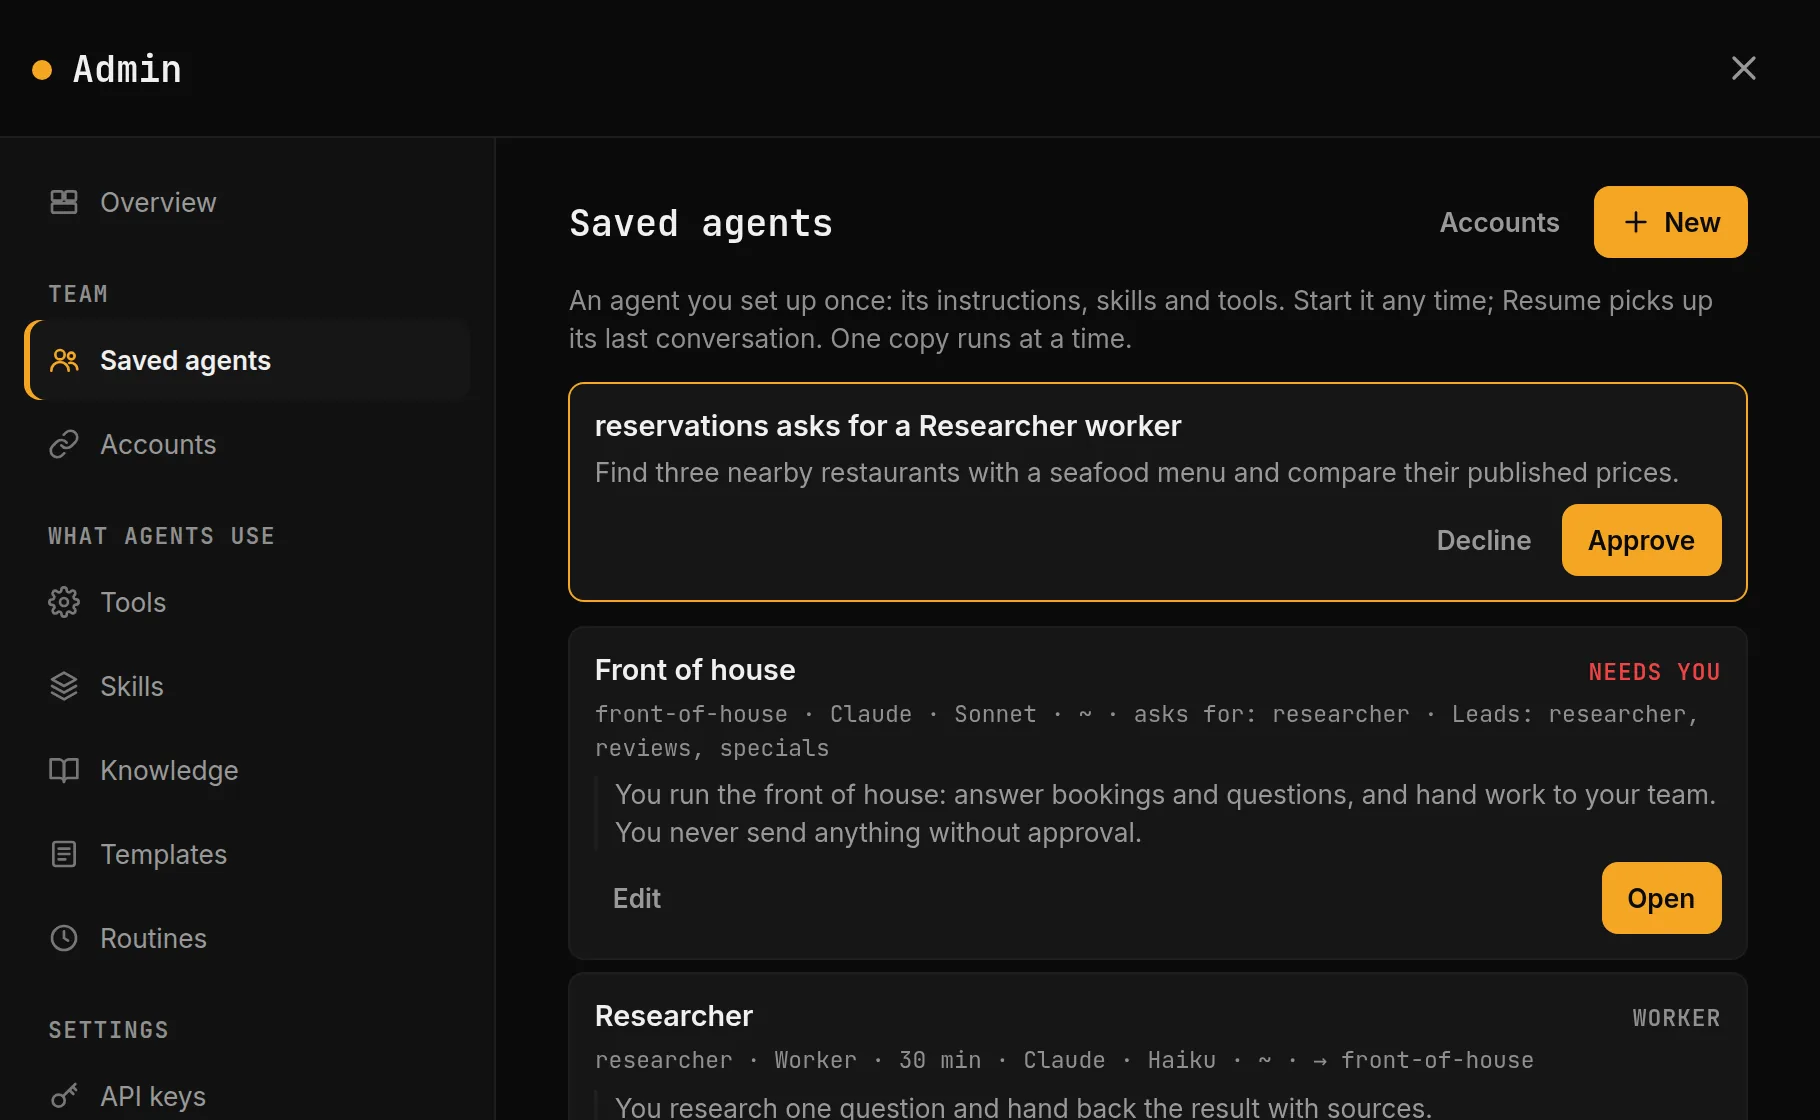 Admin
Overview
TEAM
Saved agents
Accounts
WHAT AGENTS USE
Tools
Skills
Knowledge
Templates
Routines
SETTINGS
API keys
Saved agents
Accounts
+ New
An agent you set up once: its instructions, skills and tools. Start it any time; Resume picks up
its last conversation. One copy runs at a time.
reservations asks for a Researcher worker
Find three nearby restaurants with a seafood menu and compare their published prices.
Decline
Approve
Front of house
NEEDS YOU
front-of-house · Claude · Sonnet · ~ · asks for: researcher · Leads: researcher,
reviews, specials
You run the front of house: answer bookings and questions, and hand work to your team.
You never send anything without approval.
Edit
Open
Researcher
WORKER
researcher · Worker · 30 min · Claude · Haiku · ~ · → front-of-house
You research one question and hand back the result with sources.